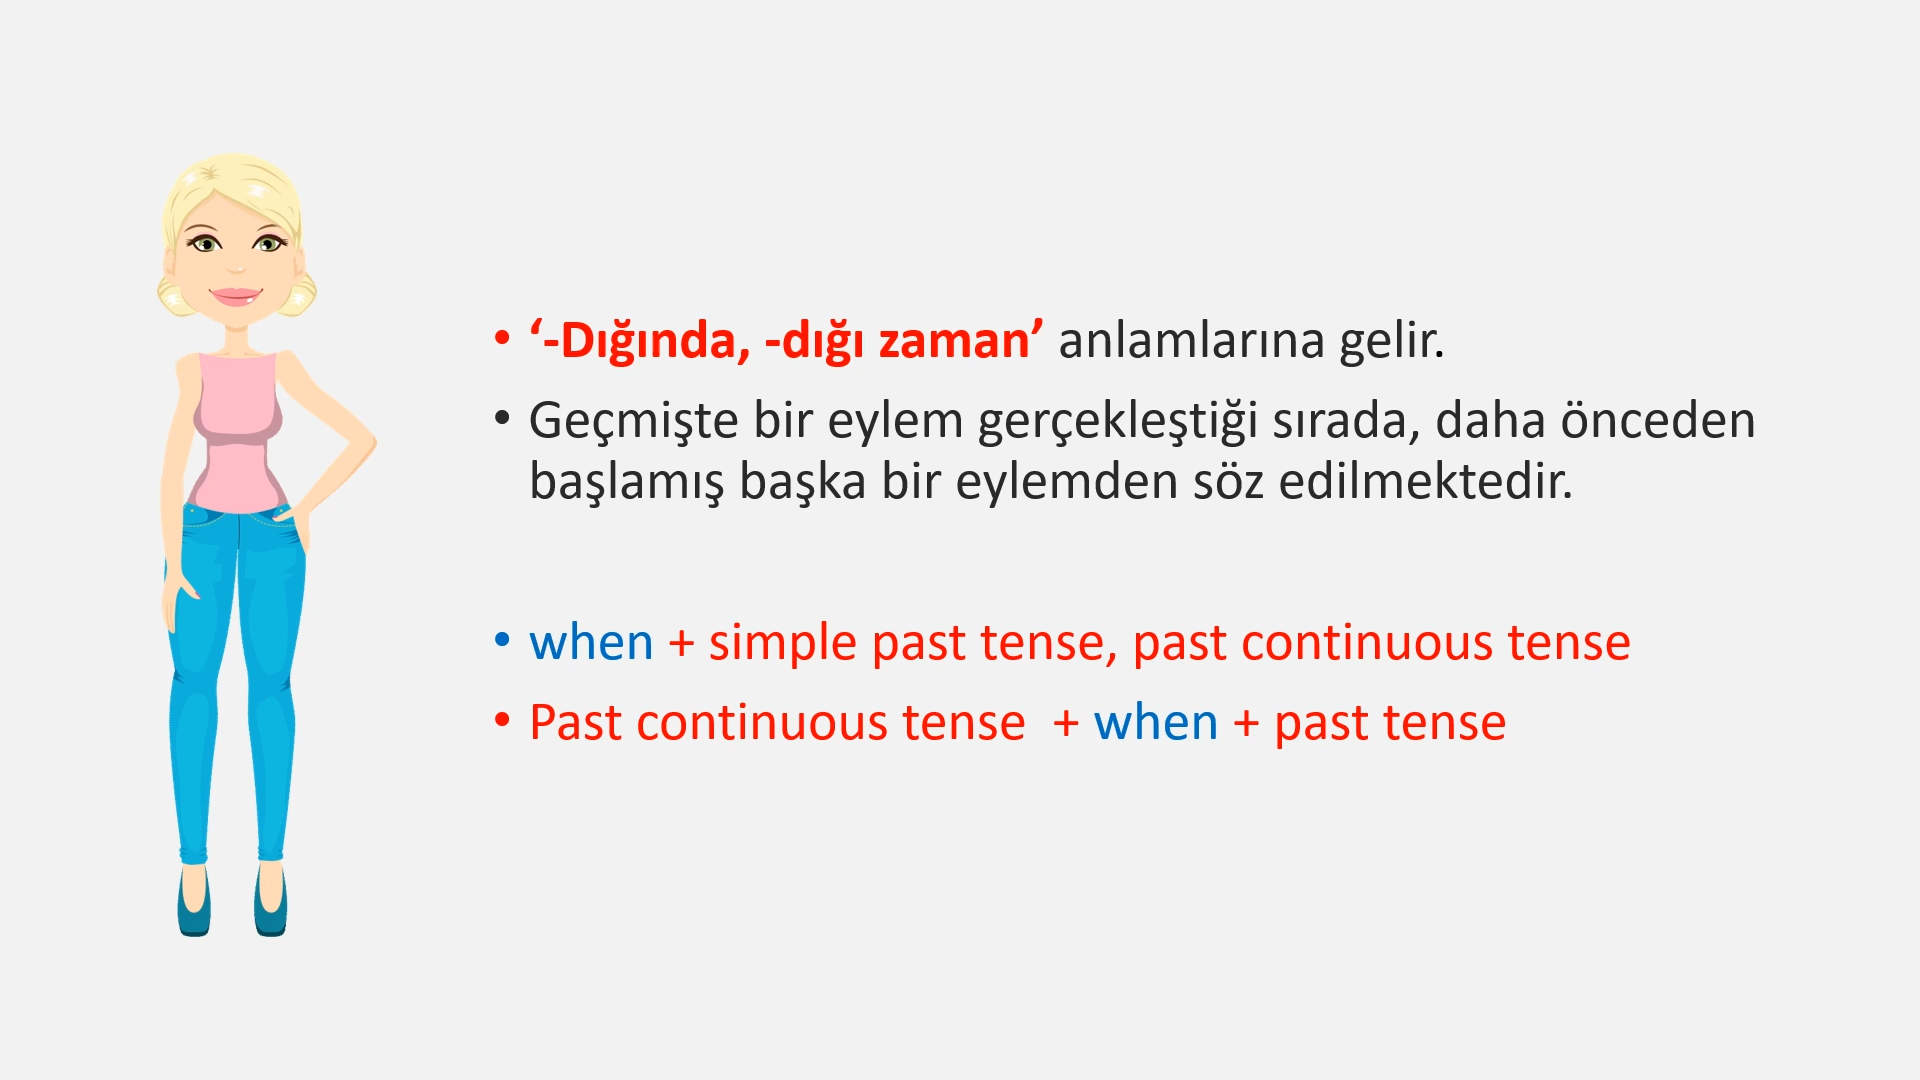 • ‘-Dığında, -dığı zaman’ anlamlarına gelir.
• Geçmişte bir eylem gerçekleştiği sırada, daha önceden
başlamış başka bir eylemden söz edilmektedir.
• when + simple past tense, past continuous tense
• Past continuous tense  + when + past tense